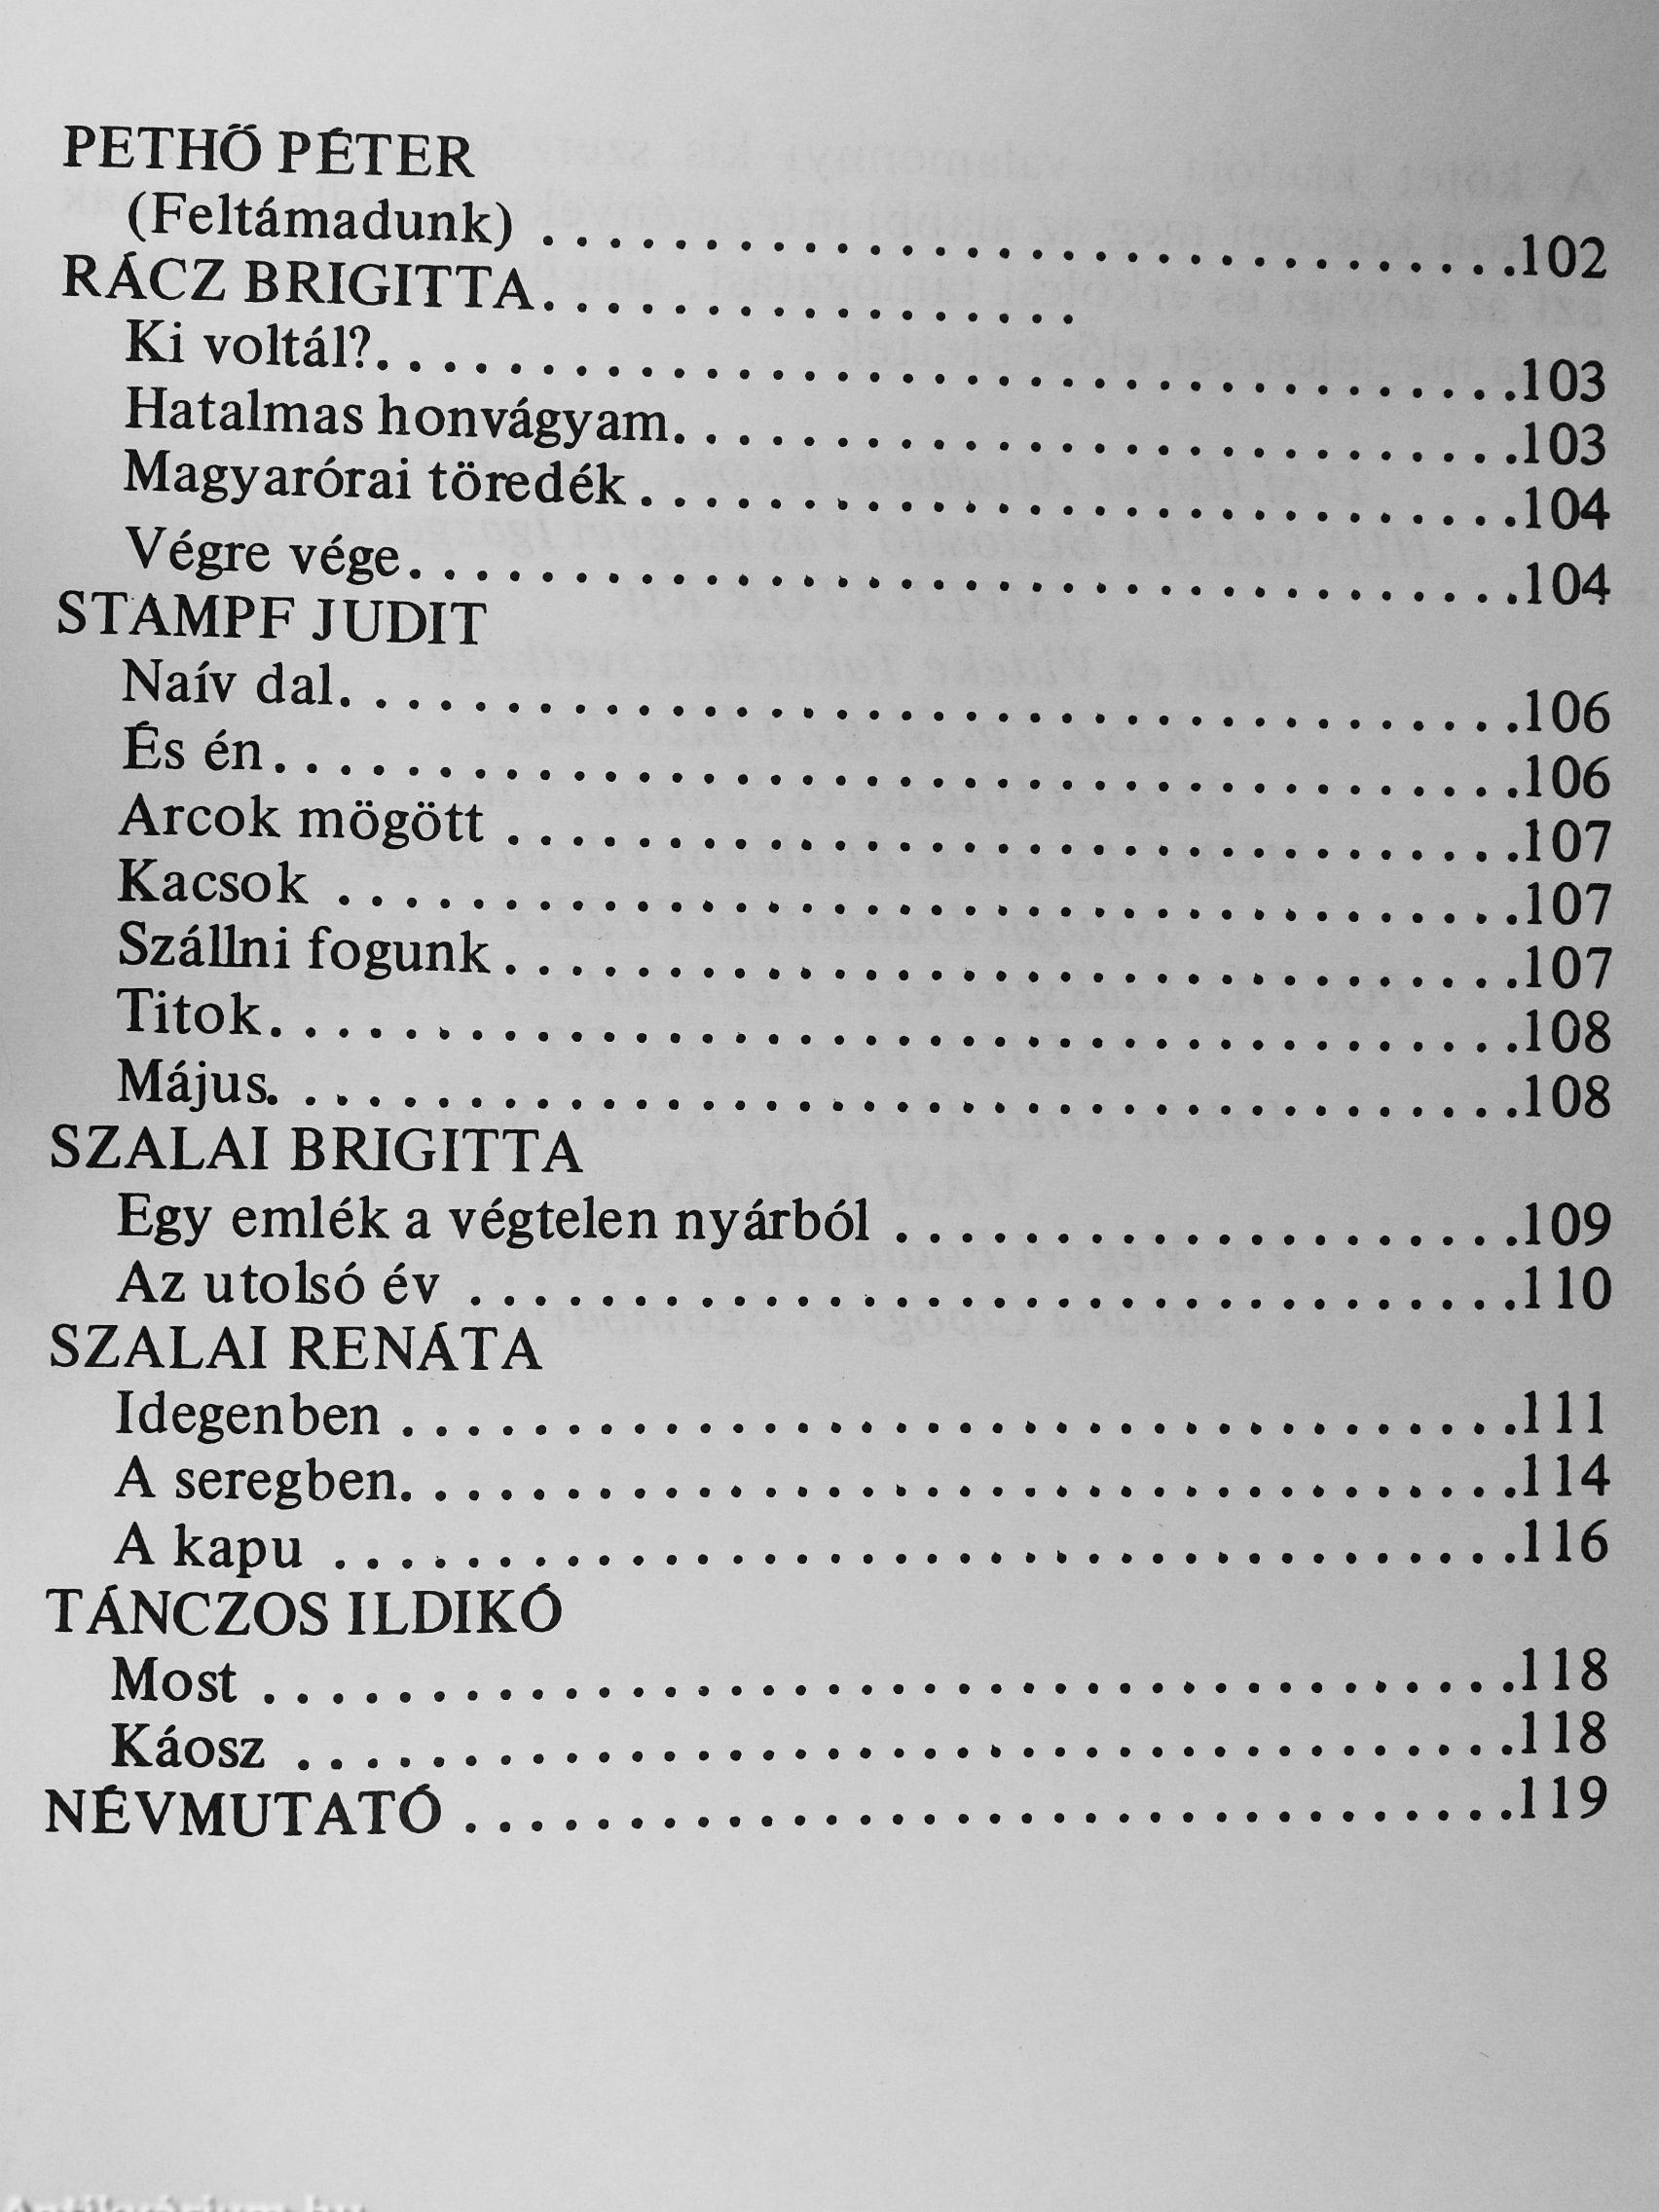 PETHŐ PÉTER
(Feltámadunk) . . . . . . . . . . . . . . . . . . . . . . . . . . . . . .102
RÁCZ BRIGITTA. . . . . . . . . . . . . . . . .
Ki voltál?. . . . . . . . . . . . . . . . . . . . . . . . . . . . . . . . . . .103
Hatalmas honvágyam. . . . . . . . . . . . . . . . . . . . . . . . . .103
Magyarórai töredék . . . . . . . . . . . . . . . . . . . . . . . . . . .104
Végre vége. . . . . . . . . . . . . . . . . . . . . . . . . . . . . . . . . .104
STAMPF JUDIT
Naív dal. . . . . . . . . . . . . . . . . . . . . . . . . . . . . . . . . . . .106
És én. . . . . . . . . . . . . . . . . . . . . . . . . . . . . . . . . . . . . .106
Arcok mögött . . . . . . . . . . . . . . . . . . . . . . . . . . . . . . .107
Kacsok . . . . . . . . . . . . . . . . . . . . . . . . . . . . . . . . . . . .107
Szállni fogunk . . . . . . . . . . . . . . . . . . . . . . . . . . . . . . .107
Titok. . . . . . . . . . . . . . . . . . . . . . . . . . . . . . . . . . . . . .108
Május. . . . . . . . . . . . . . . . . . . . . . . . . . . . . . . . . . . . . .108
SZALAI BRIGITTA
Egy emlék a végtelen nyárból . . . . . . . . . . . . . . . . . . . .109
Az utolsó év . . . . . . . . . . . . . . . . . . . . . . . . . . . . . . . . .110
SZALAI RENÁTA
Idegenben . . . . . . . . . . . . . . . . . . . . . . . . . . . . . . . . . .111
A seregben. . . . . . . . . . . . . . . . . . . . . . . . . . . . . . . . . .114
A kapu . . . . . . . . . . . . . . . . . . . . . . . . . . . . . . . . . . . .116
TÁNCZOS ILDIKÓ
Most . . . . . . . . . . . . . . . . . . . . . . . . . . . . . . . . . . . . . .118
Káosz . . . . . . . . . . . . . . . . . . . . . . . . . . . . . . . . . . . . .118
NÉVMUTATÓ . . . . . . . . . . . . . . . . . . . . . . . . . . . . . . . .119